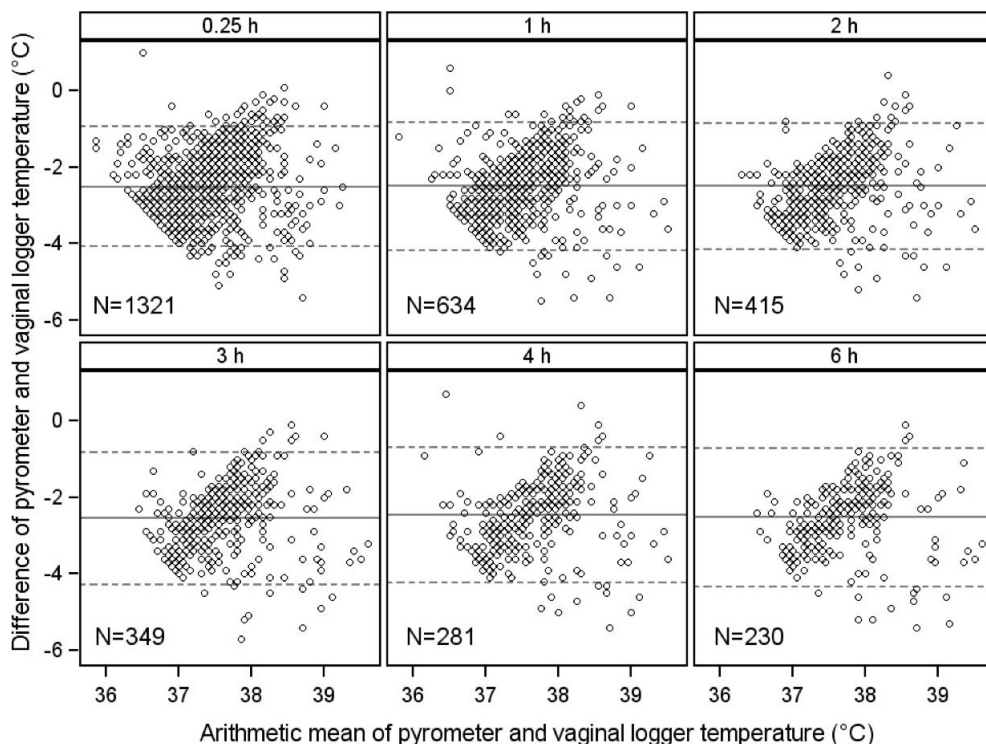 Difference of pyrometer and vaginal logger temperature (°C)
0.25 h
1 h
2 h
0
-2
-4
-6
N=1321
N=634
N=415
3 h
4 h
6 h
0
-2
-4
-6
N=349
N=281
N=230
36 37 38 39
36 37 38 39
36 37 38 39
Arithmetic mean of pyrometer and vaginal logger temperature (°C)